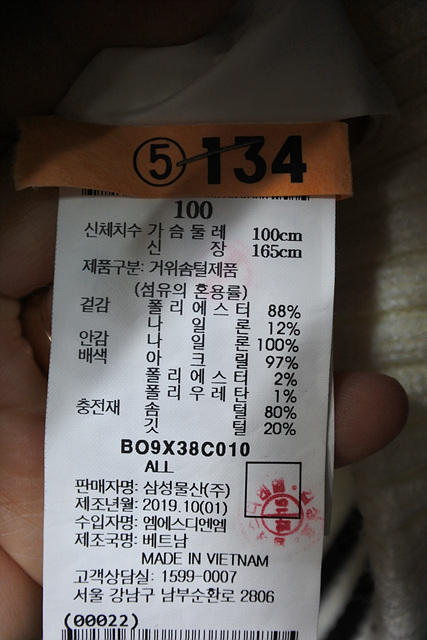 ⑤ 134
100
신체치수 가슴둘레 100cm
신 장 165cm
제품구분: 거위솜털제품
(섬유의 혼용률)
겉감 폴리에스터 88%
나 일 론 12%
안감 나 일 론 100%
배색 아 크 릴 97%
폴리에스터 2%
폴리우레탄 1%
충전재 솜 털 80%
깃 털 20%
BO9X38C010
ALL
판매자명: 삼성물산(주)
제조년월: 2019.10(01)
수입자명: 엠에스디엔엠
제조국명: 베트남
MADE IN VIETNAM
고객상담실: 1599-0007
서울 강남구 남부순환로 2806
(00022)